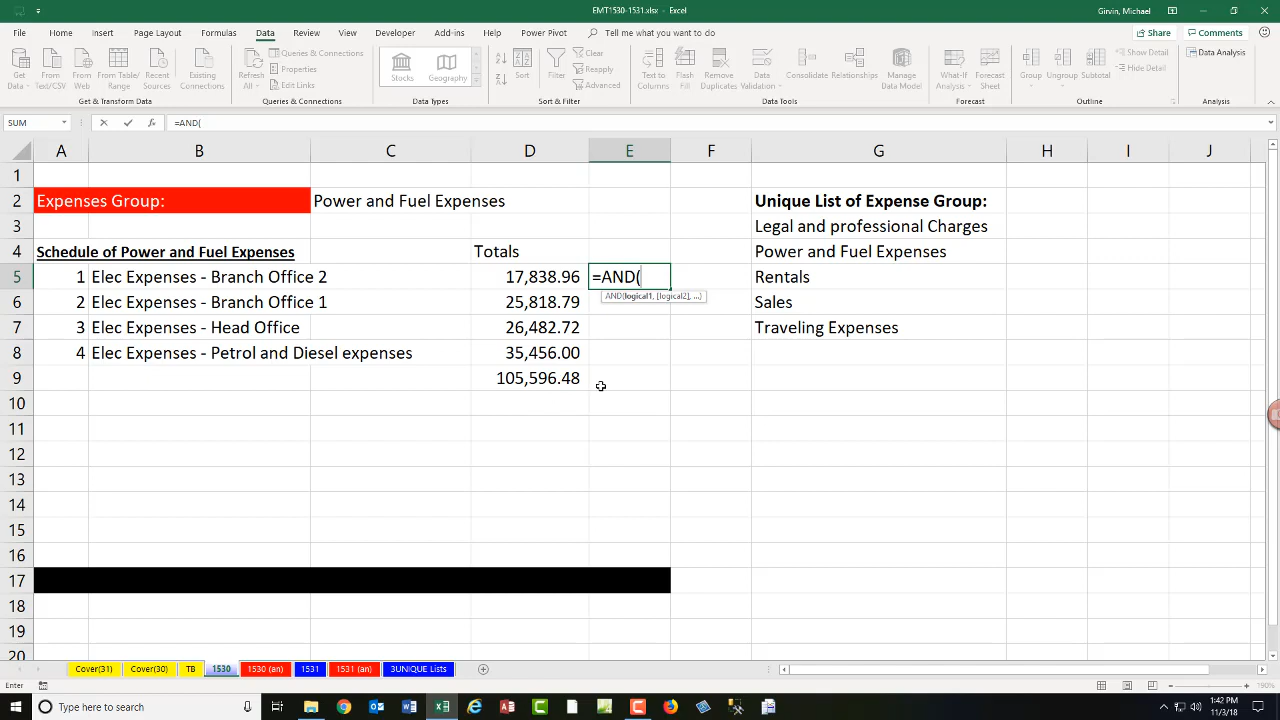 EMT1530-1531.xlsx - Excel
Girvin, Michael
File Home Insert Page Layout Formulas Data Review View Developer Add-ins Help Power Pivot Tell me what you want to do Share Comments
Get Data From Text/CSV From Web From Table/Range Recent Sources Existing Connections
Get & Transform Data
Refresh All Queries & Connections Properties Edit Links
Queries & Connections
Stocks Geography
Data Types
Sort Filter Clear Reapply Advanced
Sort & Filter
Text to Columns Flash Fill Remove Duplicates Data Validation Consolidate Relationships Manage Data Model
Data Tools
What-If Analysis Forecast Sheet
Forecast
Group Ungroup Subtotal Show Detail Hide Detail
Outline
Data Analysis
Analysis
SUM =AND(
A B C D E F G H I J
1
2 Expenses Group: Power and Fuel Expenses Unique List of Expense Group:
3 Legal and professional Charges
4 Schedule of Power and Fuel Expenses Totals Power and Fuel Expenses
5 1 Elec Expenses - Branch Office 2 17,838.96 =AND( Rentals
AND(logical1, [logical2], ...)
6 2 Elec Expenses - Branch Office 1 25,818.79 Sales
7 3 Elec Expenses - Head Office 26,482.72 Traveling Expenses
8 4 Elec Expenses - Petrol and Diesel expenses 35,456.00
9 105,596.48
10
11
12
13
14
15
16
17
18
19
20
Cover(31) Cover(30) TB 1530 1530 (an) 1531 1531 (an) 3UNIQUE Lists
Enter 190%
Type here to search
1:42 PM
11/3/18